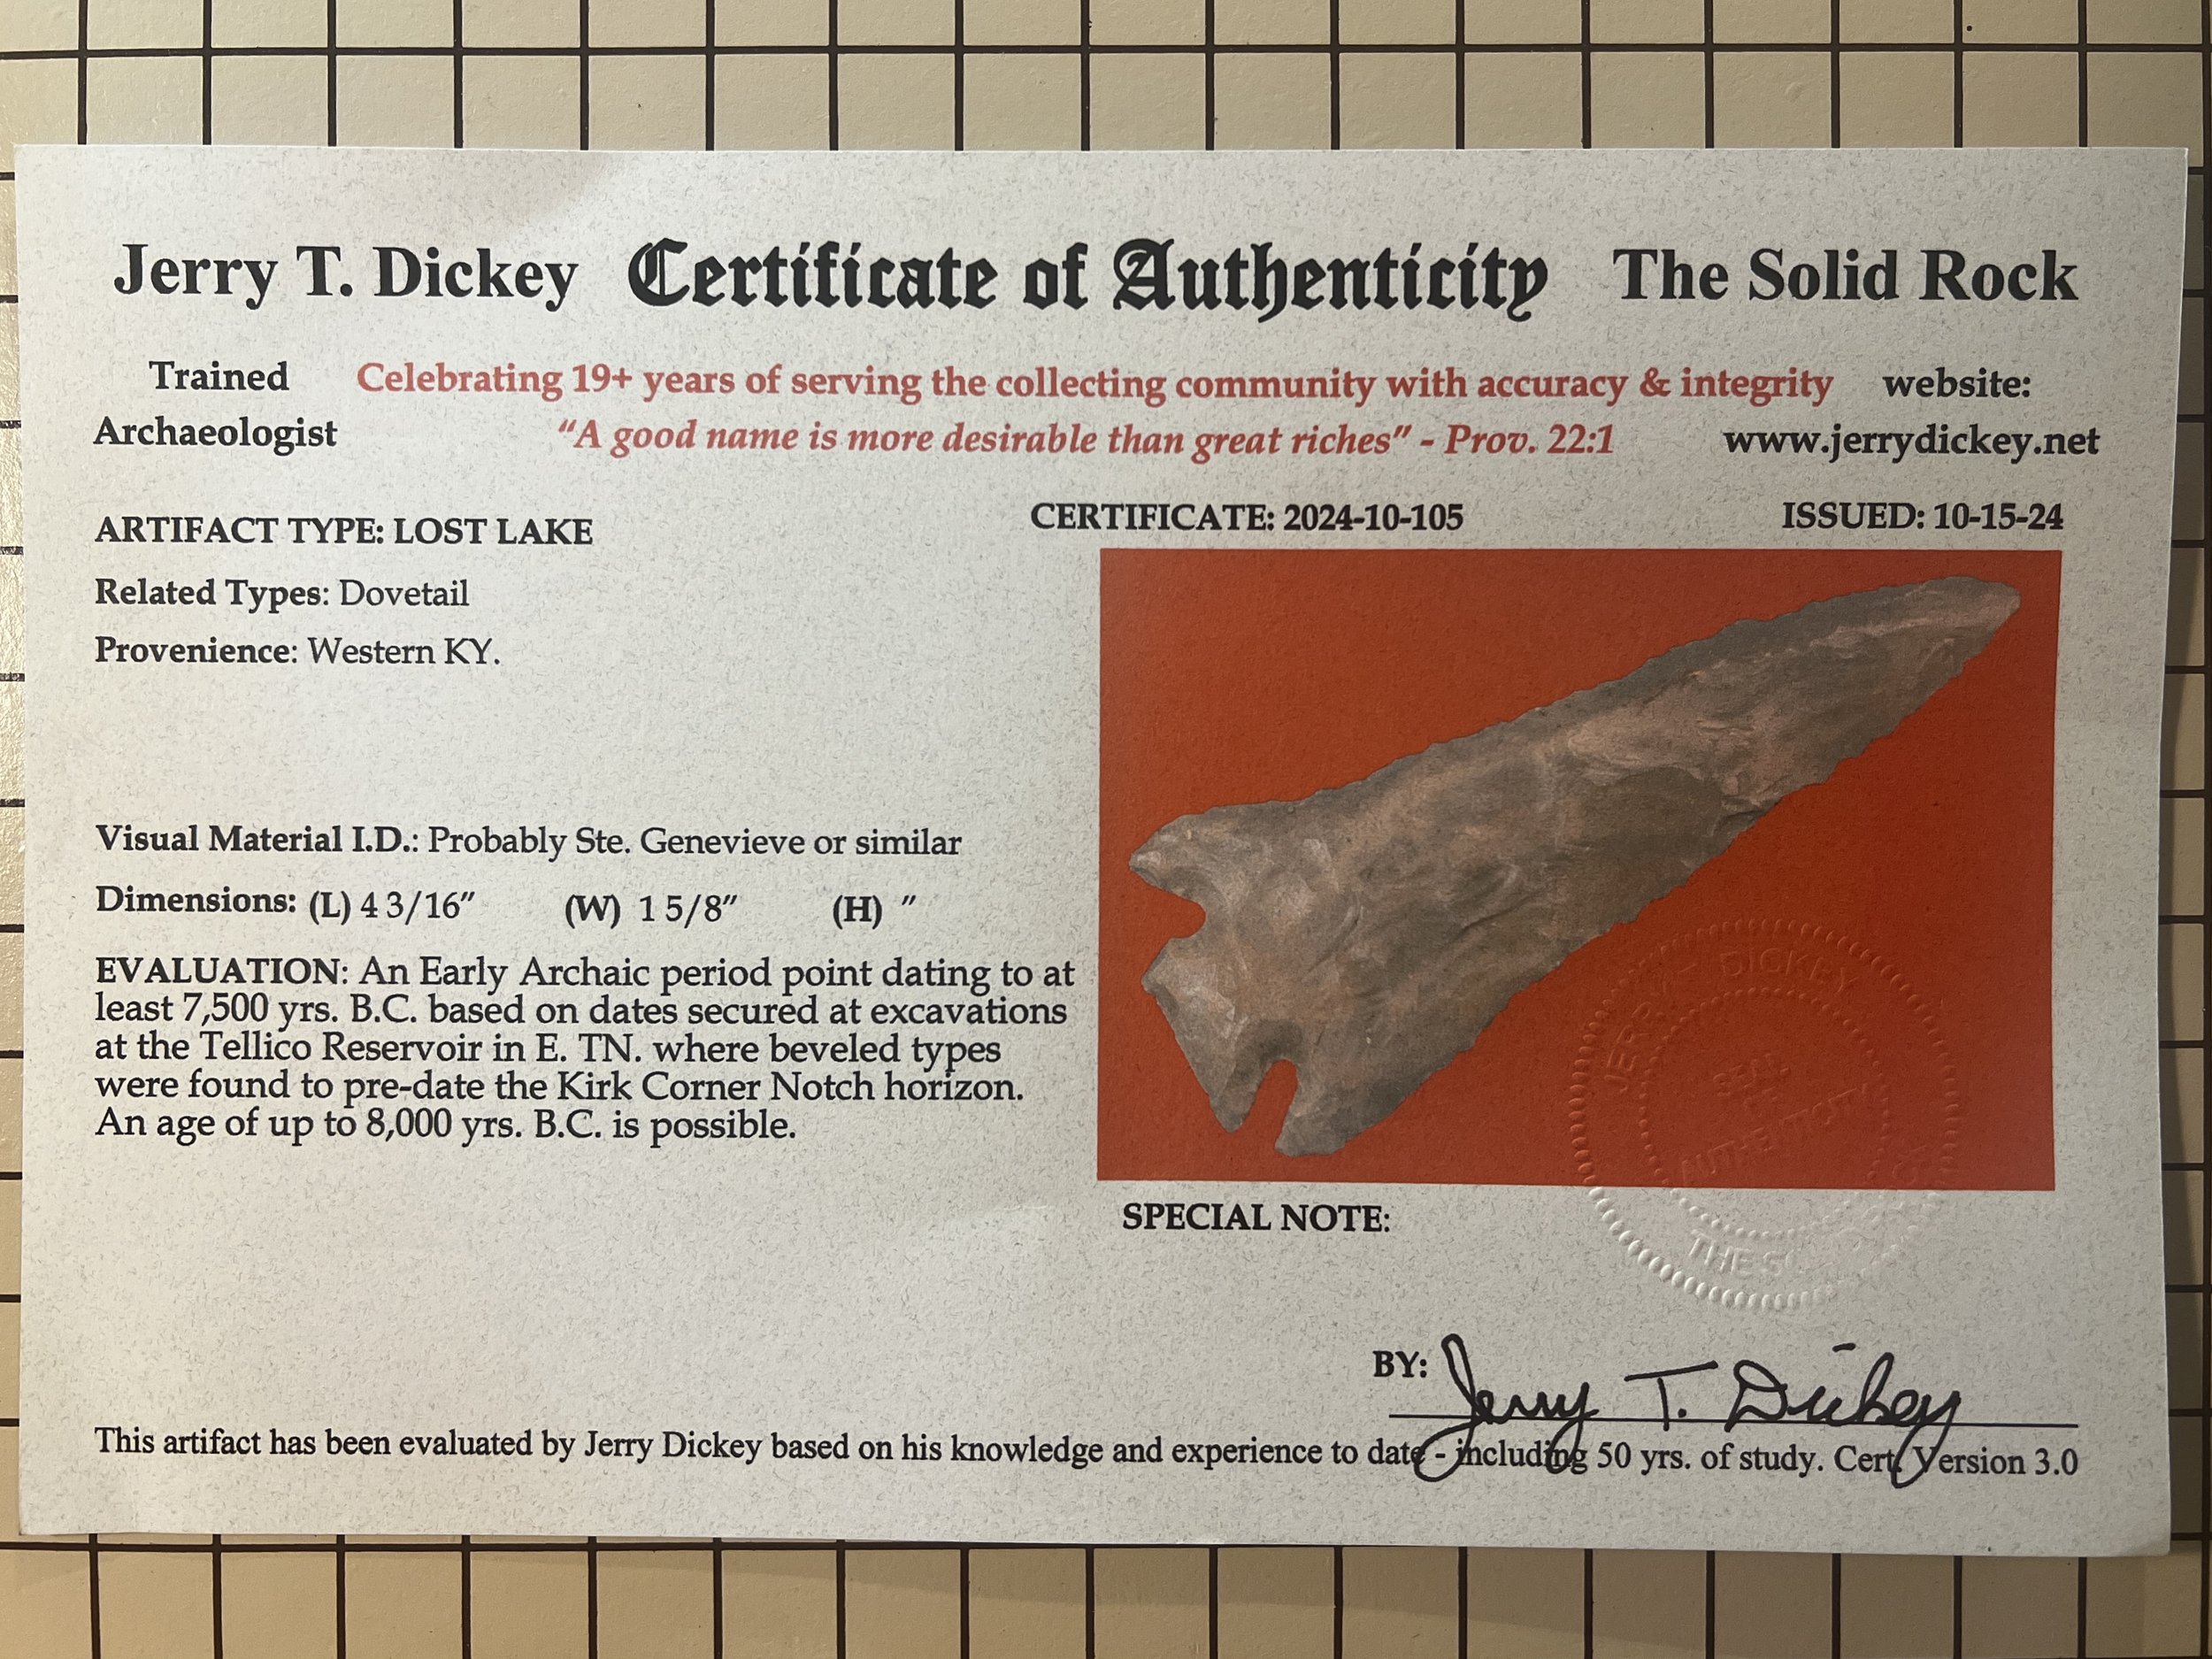 Jerry T. Dickey Certificate of Authenticity The Solid Rock
Trained Celebrating 19+ years of serving the collecting community with accuracy & integrity website:
Archaeologist "A good name is more desirable than great riches" - Prov. 22:1 www.jerrydickey.net
CERTIFICATE: 2024-10-105 ISSUED: 10-15-24
ARTIFACT TYPE: LOST LAKE
Related Types: Dovetail
Provenience: Western KY.
Visual Material I.D.: Probably Ste. Genevieve or similar
Dimensions: (L) 4 3/16" (W) 1 5/8" (H) "
EVALUATION: An Early Archaic period point dating to at
least 7,500 yrs. B.C. based on dates secured at excavations
at the Tellico Reservoir in E. TN. where beveled types
were found to pre-date the Kirk Corner Notch horizon.
An age of up to 8,000 yrs. B.C. is possible.
JERRY DICKEY
SEAL
OF
AUTHENTICITY
THE
SPECIAL NOTE:
BY: Jerry T. Dickey
This artifact has been evaluated by Jerry Dickey based on his knowledge and experience to date - including 50 yrs. of study. Cert. Version 3.0